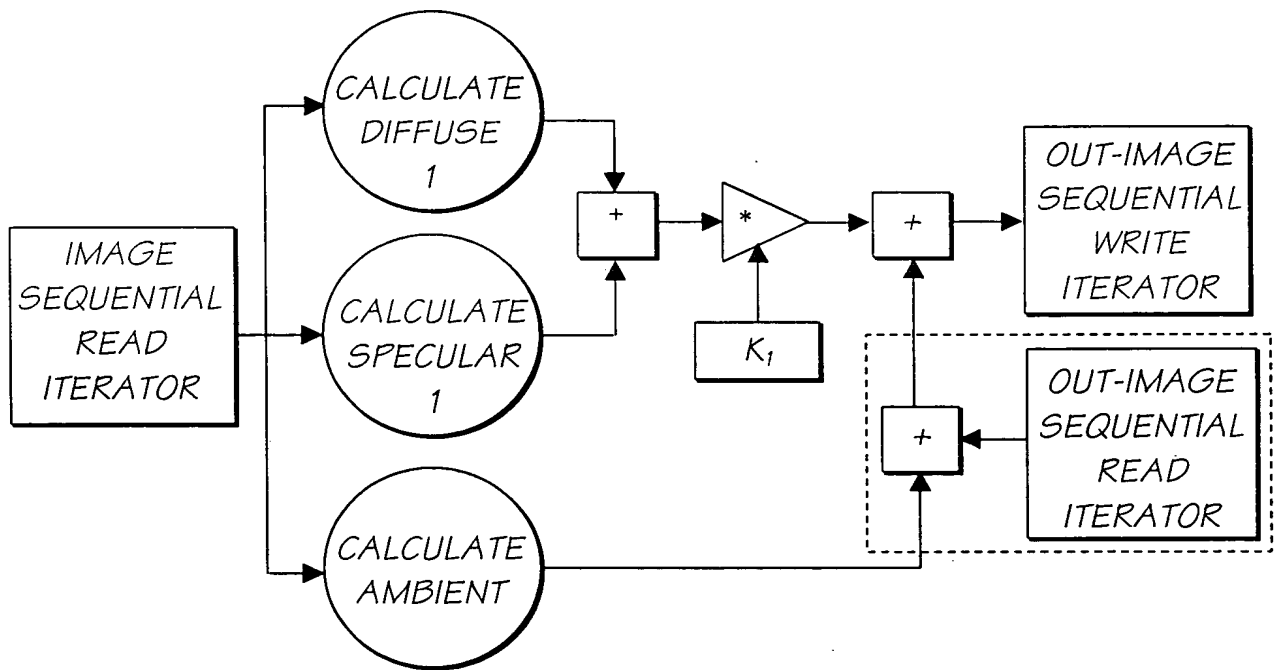 CALCULATE
DIFFUSE
1
IMAGE
SEQUENTIAL
READ
ITERATOR
CALCULATE
SPECULAR
1
CALCULATE
AMBIENT
+
*
K₁
+
OUT-IMAGE
SEQUENTIAL
WRITE
ITERATOR
+
OUT-IMAGE
SEQUENTIAL
READ
ITERATOR